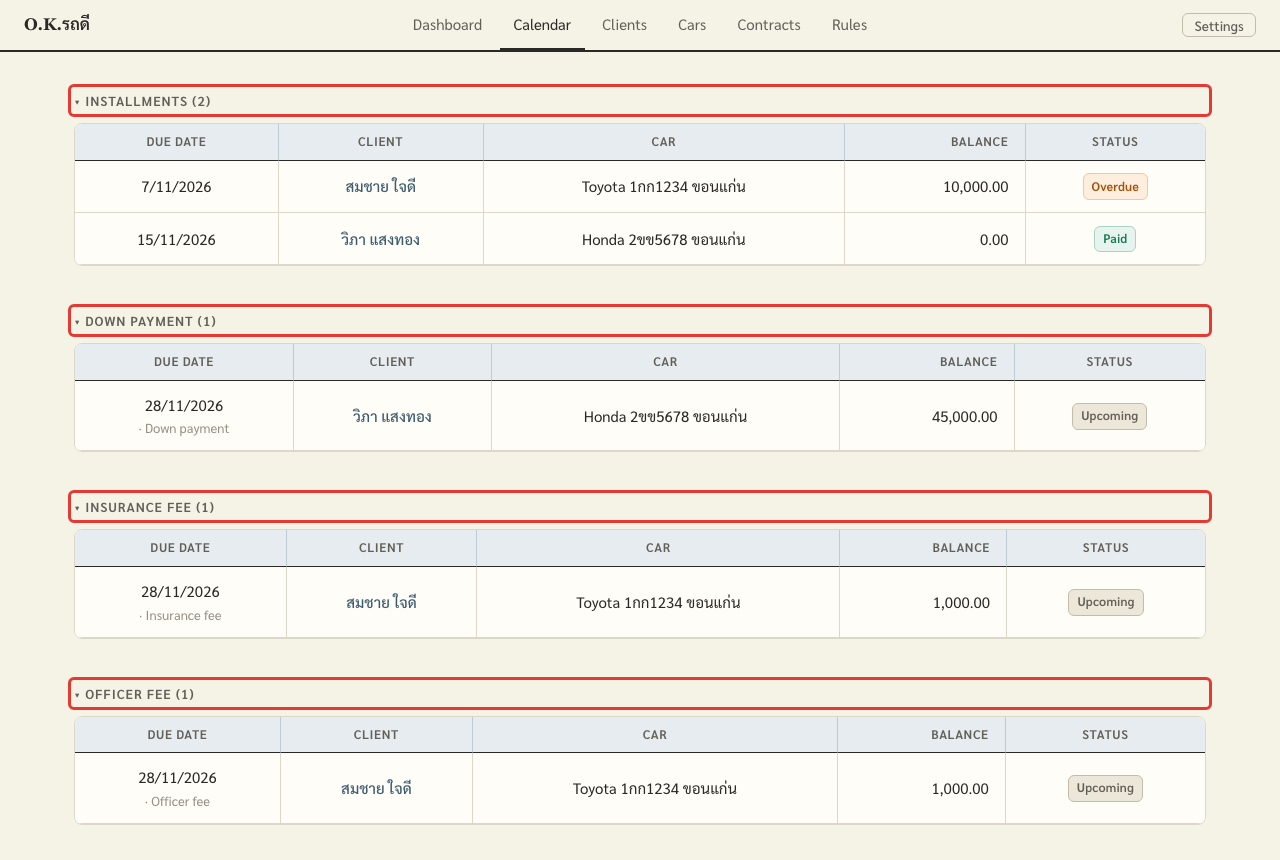 O.K.รถดี Dashboard Calendar Clients Cars Contracts Rules Settings
▾ INSTALLMENTS (2)
DUE DATE CLIENT CAR BALANCE STATUS
7/11/2026 สมชาย ใจดี Toyota 1กก1234 ขอนแก่น 10,000.00 Overdue
15/11/2026 วิภา แสงทอง Honda 2ขข5678 ขอนแก่น 0.00 Paid
▾ DOWN PAYMENT (1)
DUE DATE CLIENT CAR BALANCE STATUS
28/11/2026 วิภา แสงทอง Honda 2ขข5678 ขอนแก่น 45,000.00 Upcoming
· Down payment
▾ INSURANCE FEE (1)
DUE DATE CLIENT CAR BALANCE STATUS
28/11/2026 สมชาย ใจดี Toyota 1กก1234 ขอนแก่น 1,000.00 Upcoming
· Insurance fee
▾ OFFICER FEE (1)
DUE DATE CLIENT CAR BALANCE STATUS
28/11/2026 สมชาย ใจดี Toyota 1กก1234 ขอนแก่น 1,000.00 Upcoming
· Officer fee